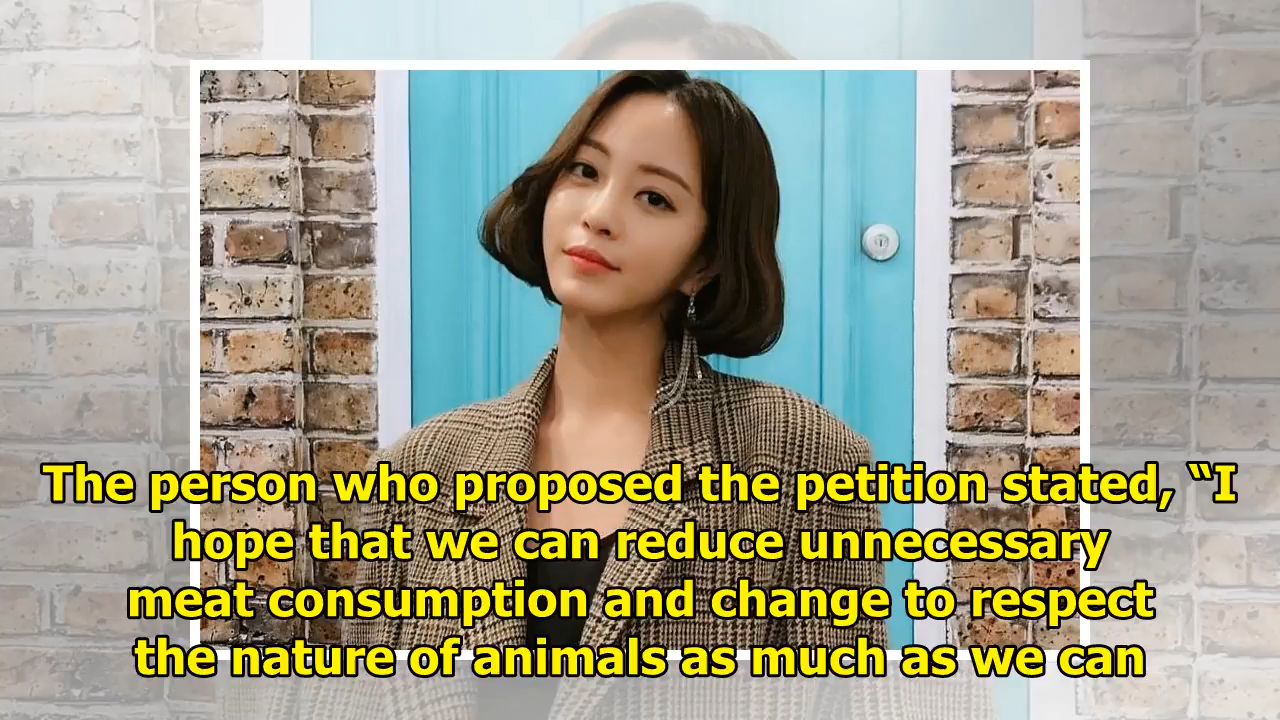 The person who proposed the petition stated, “I
hope that we can reduce unnecessary
meat consumption and change to respect
the nature of animals as much as we can